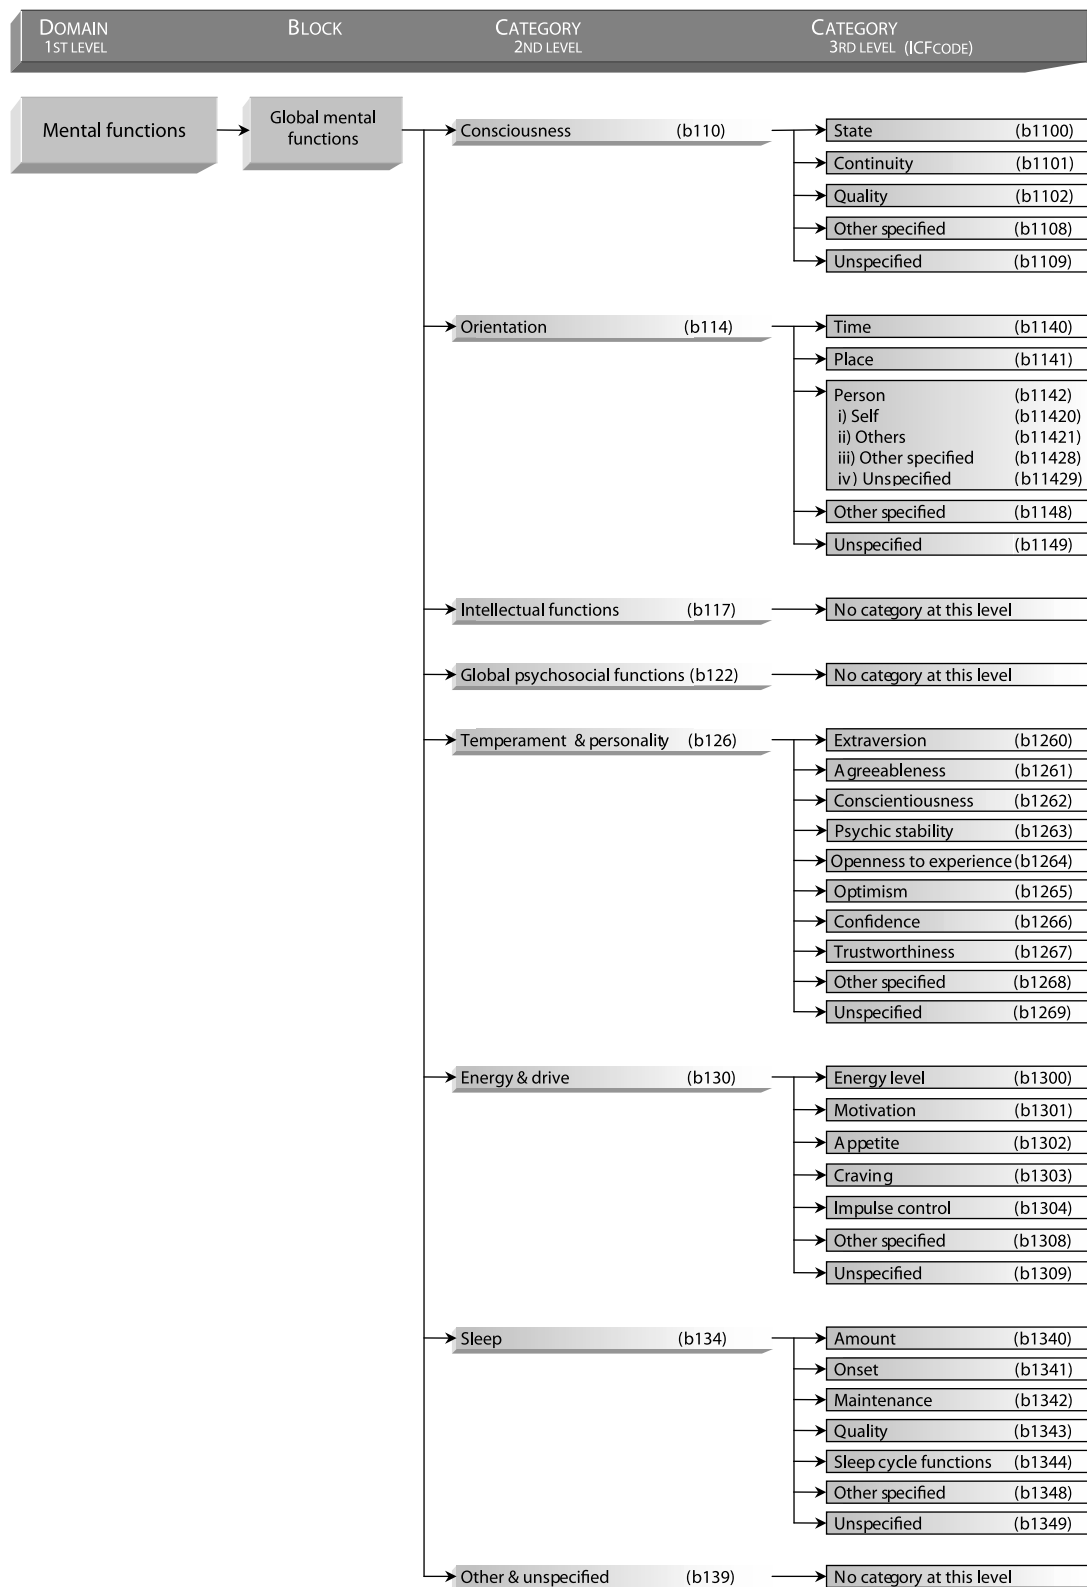 DOMAIN BLOCK CATEGORY CATEGORY
1ST LEVEL 2ND LEVEL 3RD LEVEL (ICFCODE)
Mental functions
Global mental
functions
Consciousness (b110)
State (b1100)
Continuity (b1101)
Quality (b1102)
Other specified (b1108)
Unspecified (b1109)
Orientation (b114)
Time (b1140)
Place (b1141)
Person (b1142)
i) Self (b11420)
ii) Others (b11421)
iii) Other specified (b11428)
iv) Unspecified (b11429)
Other specified (b1148)
Unspecified (b1149)
Intellectual functions (b117)
No category at this level
Global psychosocial functions (b122)
No category at this level
Temperament & personality (b126)
Extraversion (b1260)
Agreeableness (b1261)
Conscientiousness (b1262)
Psychic stability (b1263)
Openness to experience (b1264)
Optimism (b1265)
Confidence (b1266)
Trustworthiness (b1267)
Other specified (b1268)
Unspecified (b1269)
Energy & drive (b130)
Energy level (b1300)
Motivation (b1301)
Appetite (b1302)
Craving (b1303)
Impulse control (b1304)
Other specified (b1308)
Unspecified (b1309)
Sleep (b134)
Amount (b1340)
Onset (b1341)
Maintenance (b1342)
Quality (b1343)
Sleep cycle functions (b1344)
Other specified (b1348)
Unspecified (b1349)
Other & unspecified (b139)
No category at this level